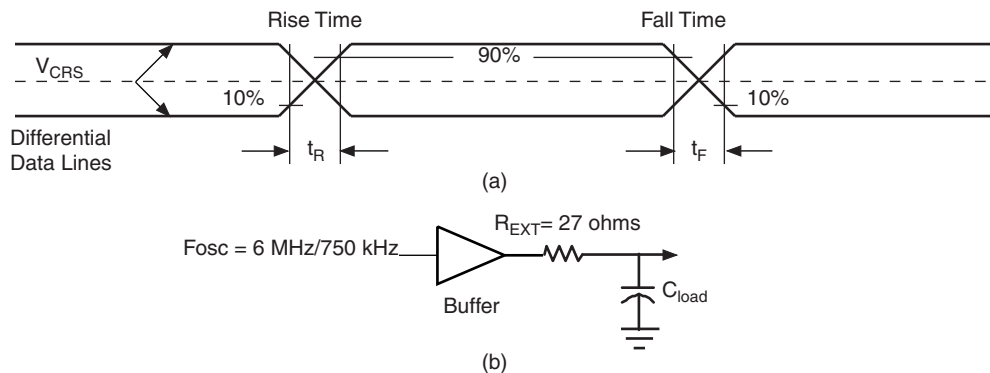 Rise Time
Fall Time
V_CRS
90%
10%
10%
Differential
Data Lines
t_R
t_F
(a)
R_EXT= 27 ohms
Fosc = 6 MHz/750 kHz
Buffer
C_load
(b)